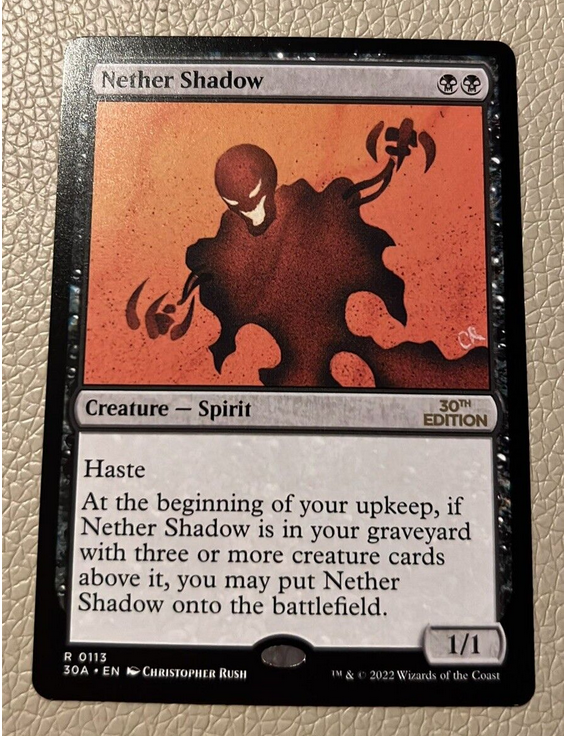 Nether Shadow
CR
Creature — Spirit
30TH
EDITION
Haste
At the beginning of your upkeep, if
Nether Shadow is in your graveyard
with three or more creature cards
above it, you may put Nether
Shadow onto the battlefield.
1/1
R 0113
30A • EN Christopher Rush
™ & © 2022 Wizards of the Coast